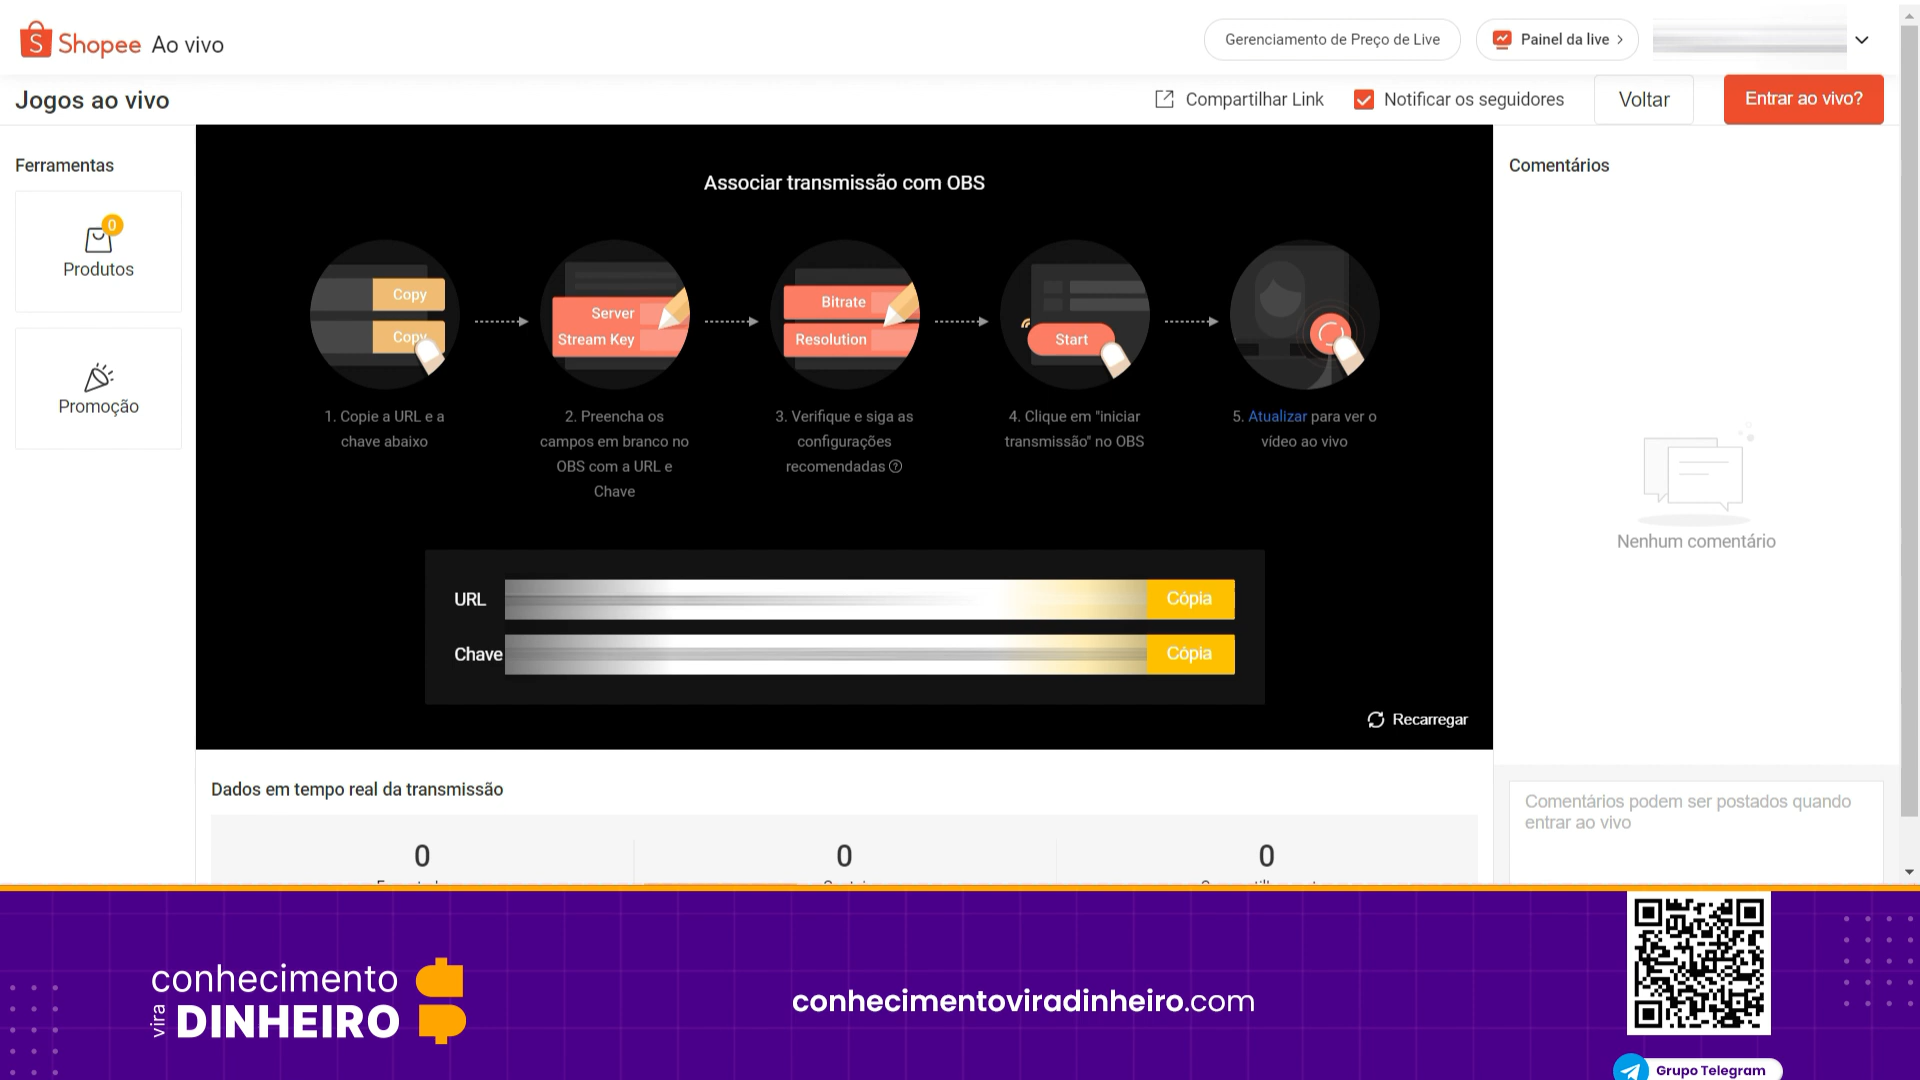 Shopee Ao vivo
Gerenciamento de Preço de Live
Painel da live
Jogos ao vivo
Compartilhar Link
Notificar os seguidores
Voltar
Entrar ao vivo?
Ferramentas
0
Produtos
Promoção
Associar transmissão com OBS
Copy
Copy
Server
Stream Key
Bitrate
Resolution
Start
1. Copie a URL e a
chave abaixo
2. Preencha os
campos em branco no
OBS com a URL e
Chave
3. Verifique e siga as
configurações
recomendadas
4. Clique em "iniciar
transmissão" no OBS
5. Atualizar para ver o
vídeo ao vivo
URL
Cópia
Chave
Cópia
Recarregar
Comentários
Nenhum comentário
Comentários podem ser postados quando
entrar ao vivo
Dados em tempo real da transmissão
0
0
0
conhecimento
vira DINHEIRO
conhecimentoviradinheiro.com
Grupo Telegram